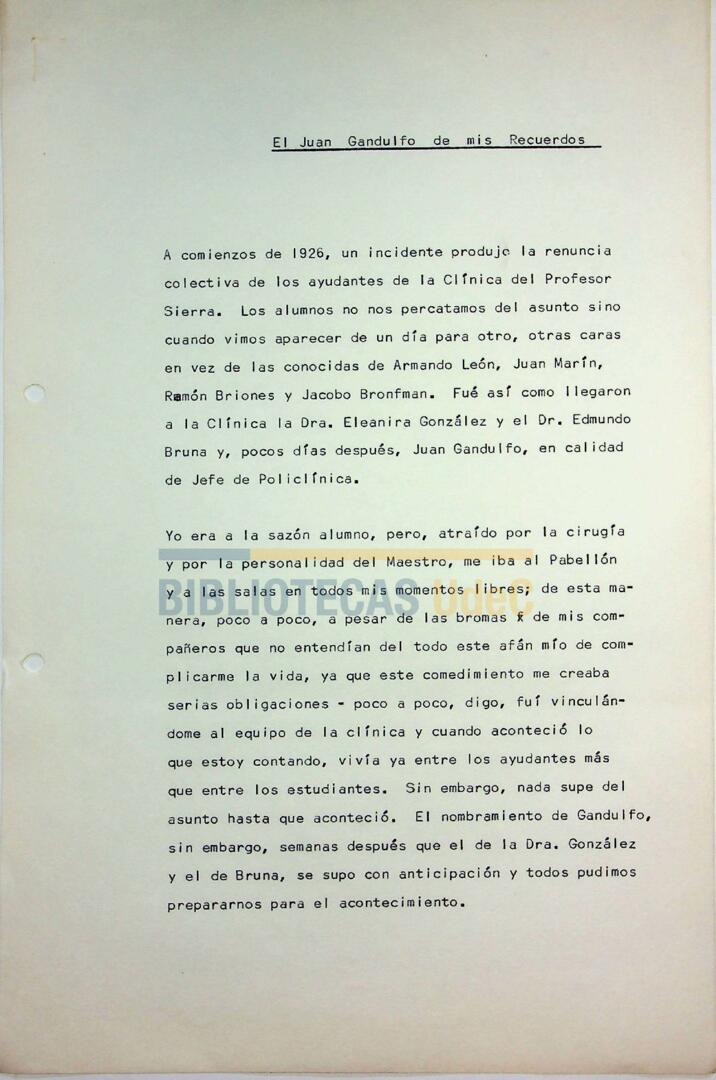 El Juan Gandulfo de mis Recuerdos
A comienzos de 1926, un incidente produjo la renuncia
colectiva de los ayudantes de la Clínica del Profesor
Sierra. Los alumnos no nos percatamos del asunto sino
cuando vimos aparecer de un día para otro, otras caras
en vez de las conocidas de Armando León, Juan Marín,
Ramón Briones y Jacobo Bronfman. Fué así como llegaron
a la Clínica la Dra. Eleanira González y el Dr. Edmundo
Bruna y, pocos días después, Juan Gandulfo, en calidad
de Jefe de Policlínica.
Yo era a la sazón alumno, pero, atraído por la cirugía
y por la personalidad del Maestro, me iba al Pabellón
y a las salas en todos mis momentos libres; de esta ma-
BIBLIOTECAS UdeC
nera, poco a poco, a pesar de las bromas de mis com-
pañeros que no entendían del todo este afán mío de com-
plicarme la vida, ya que este comedimiento me creaba
serias obligaciones - poco a poco, digo, fuí vinculán-
dome al equipo de la clínica y cuando aconteció lo
que estoy contando, vivía ya entre los ayudantes más
que entre los estudiantes. Sin embargo, nada supe del
asunto hasta que aconteció. El nombramiento de Gandulfo,
sin embargo, semanas después que el de la Dra. González
y el de Bruna, se supo con anticipación y todos pudimos
prepararnos para el acontecimiento.